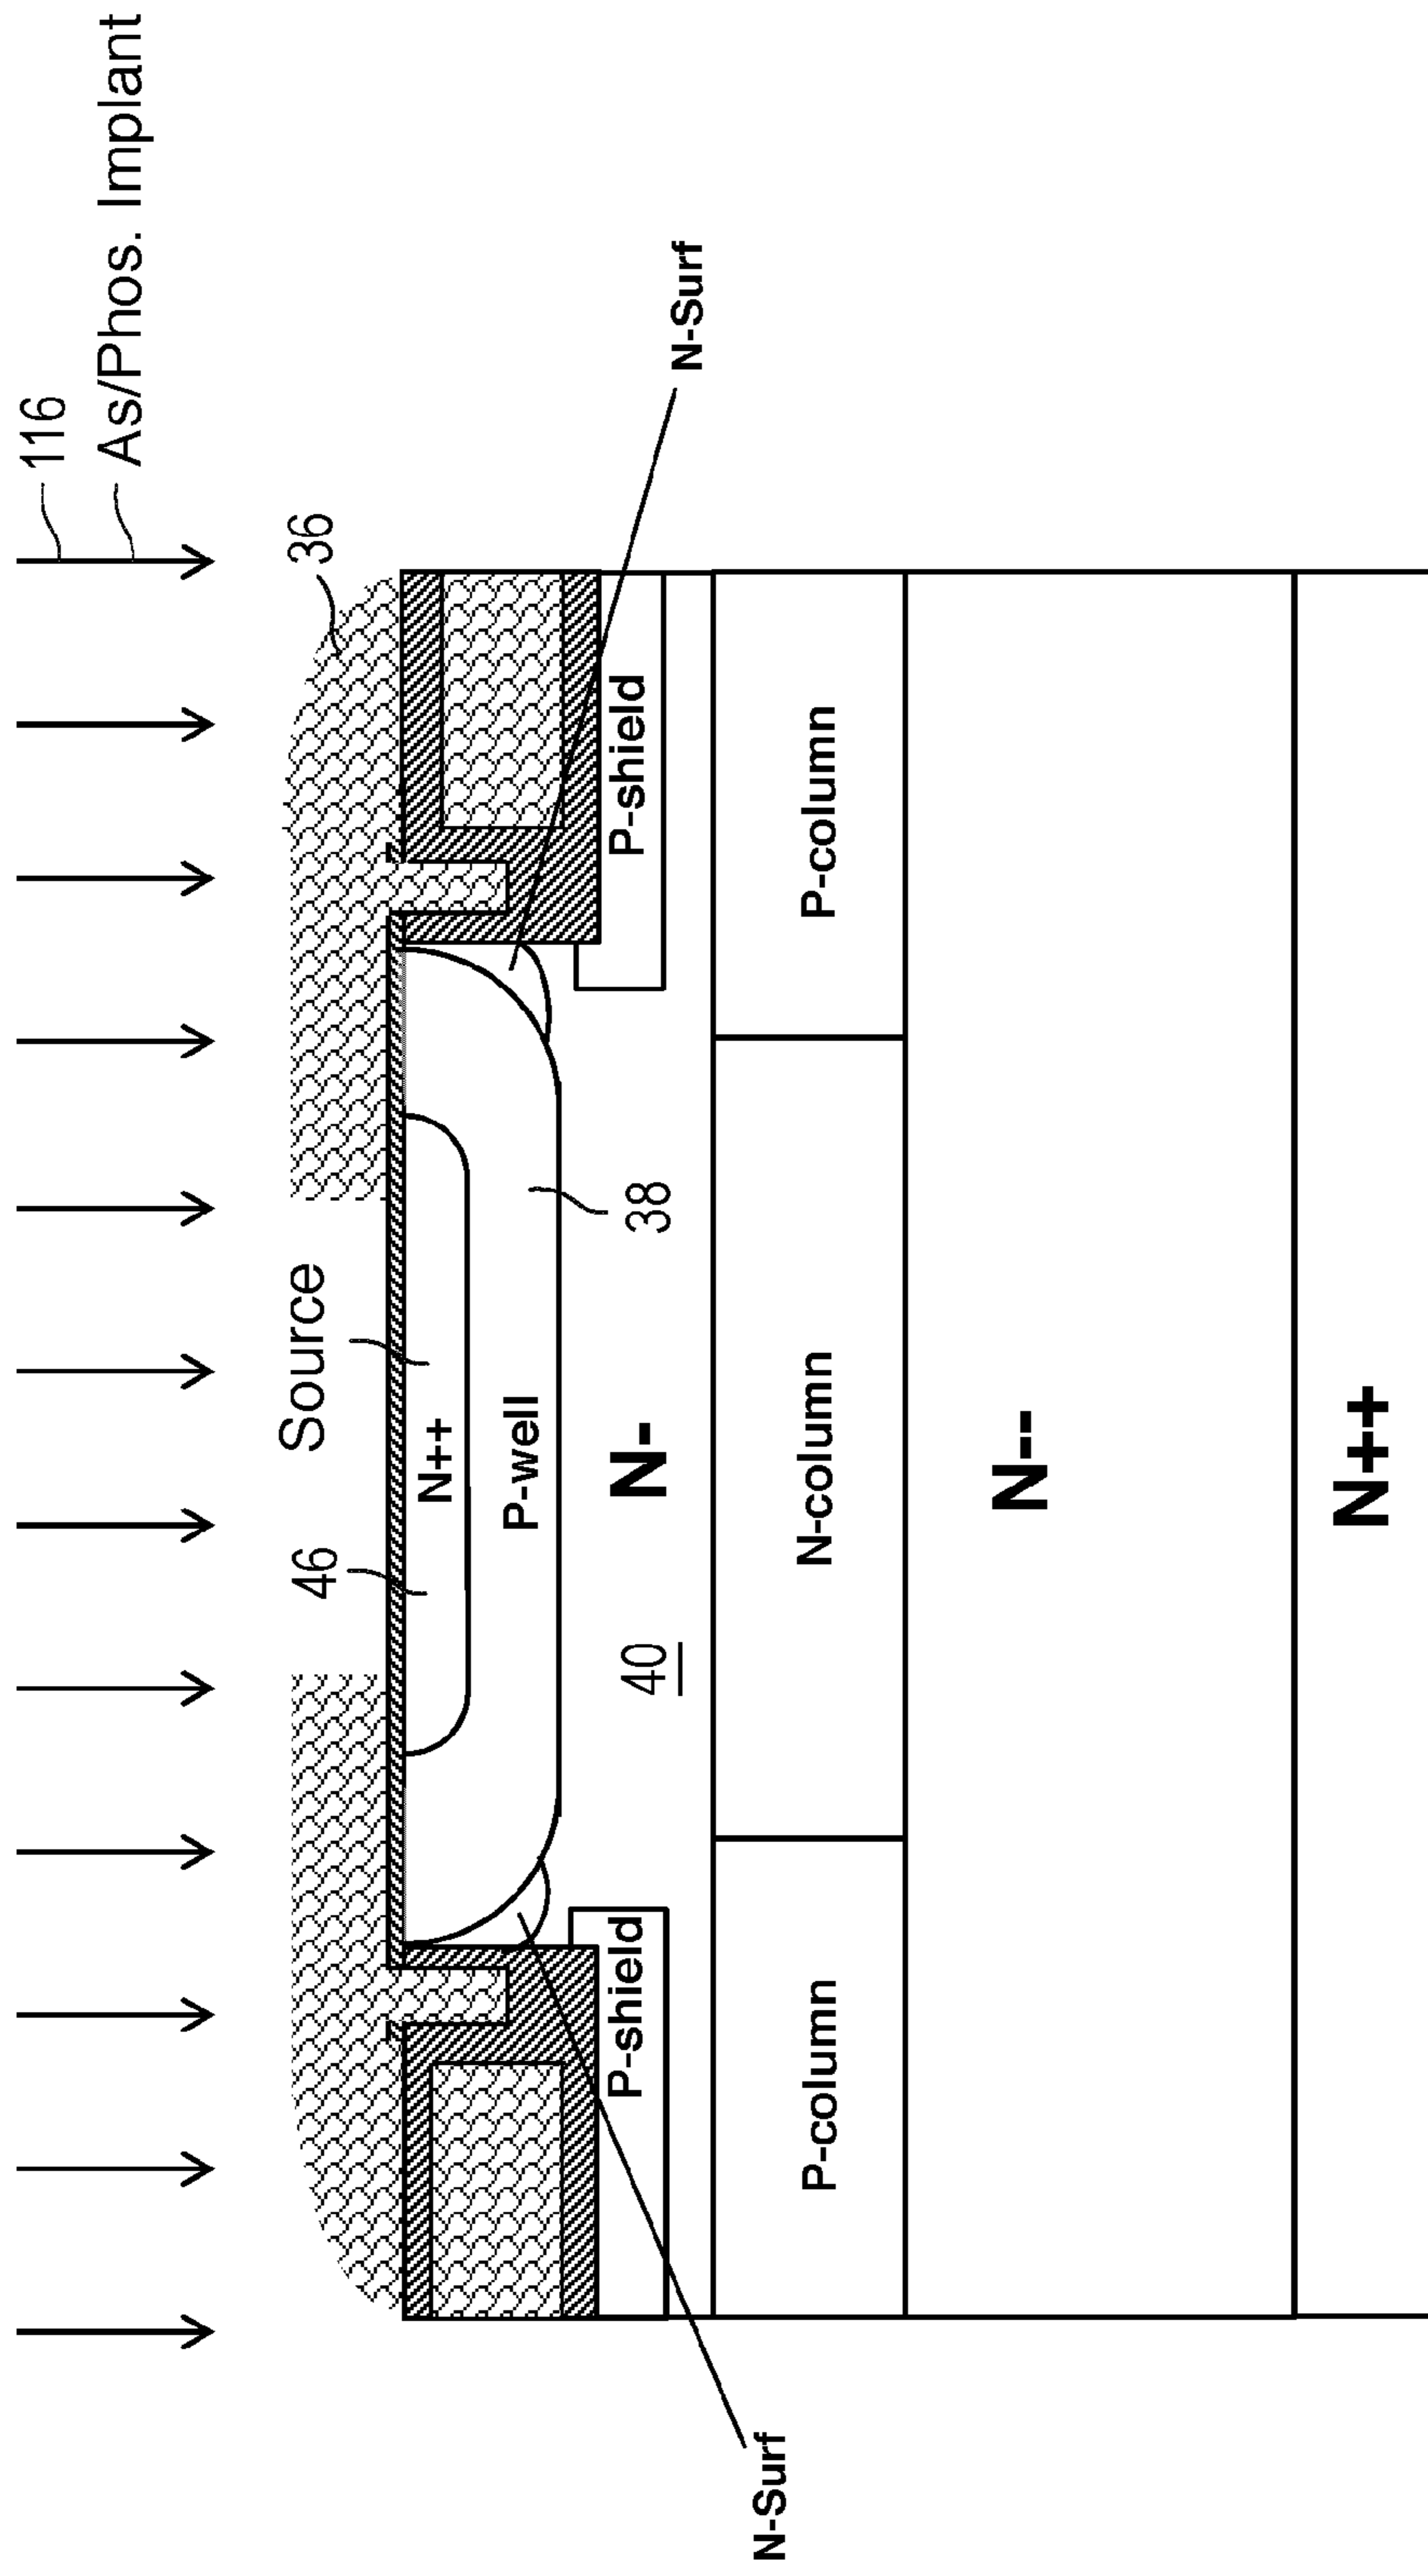 116
As/Phos. Implant
46
Source
36
N++
P-well
P-shield
40
N-
38
P-shield
N-Surf
N-Surf
P-column
N-column
P-column
N--
N++